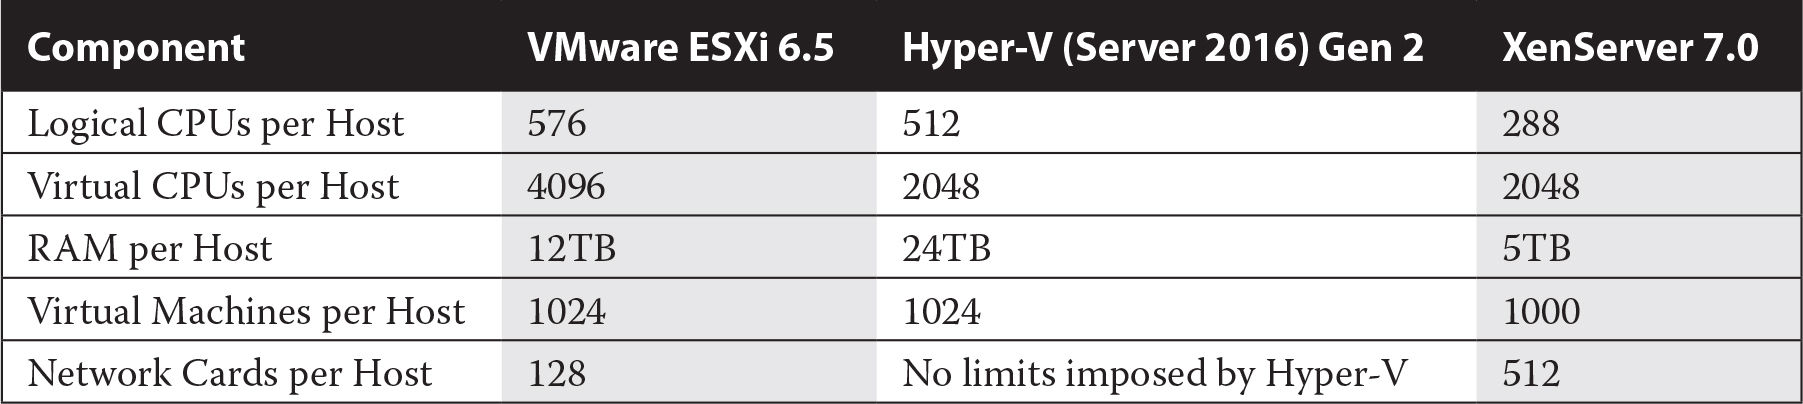 Component VMware ESXi 6.5 Hyper-V (Server 2016) Gen 2 XenServer 7.0
Logical CPUs per Host 576 512 288
Virtual CPUs per Host 4096 2048 2048
RAM per Host 12TB 24TB 5TB
Virtual Machines per Host 1024 1024 1000
Network Cards per Host 128 No limits imposed by Hyper-V 512